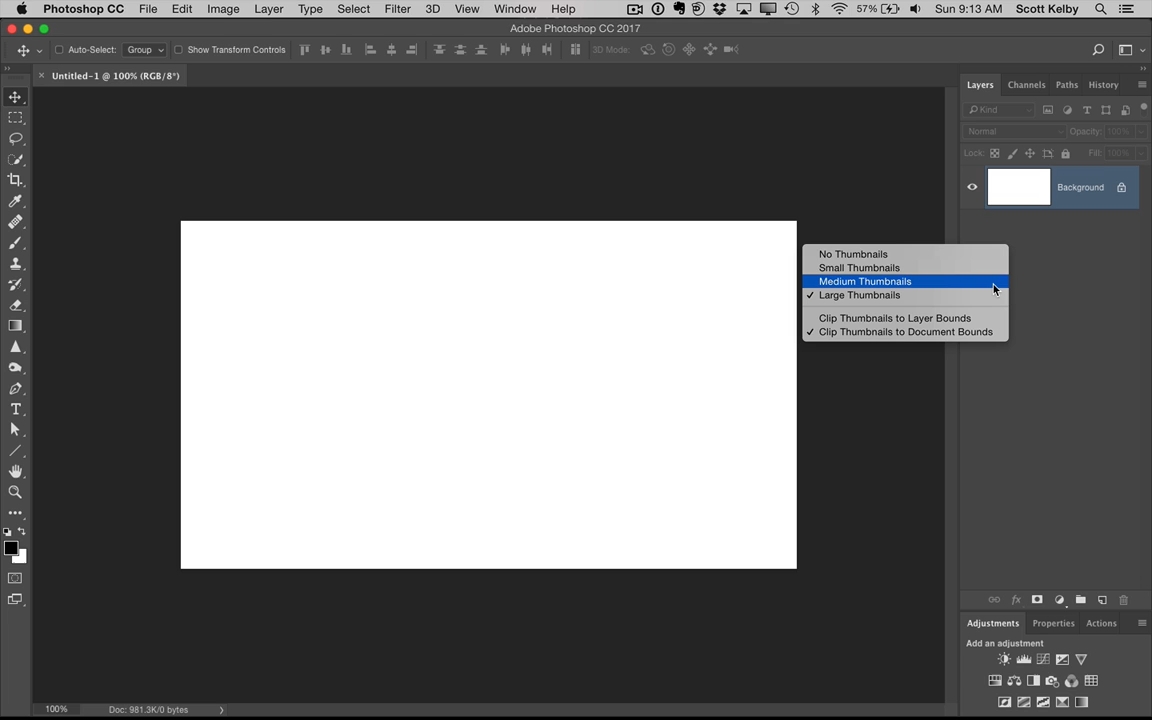 Photoshop CC File Edit Image Layer Type Select Filter 3D View Window Help 57% Sun 9:13 AM Scott Kelby
Adobe Photoshop CC 2017
Auto-Select: Group Show Transform Controls 3D Mode:
Untitled-1 @ 100% (RGB/8*)
Layers Channels Paths History
Kind
Normal Opacity: 100%
Lock: Fill: 100%
Background
No Thumbnails
Small Thumbnails
Medium Thumbnails
Large Thumbnails
Clip Thumbnails to Layer Bounds
Clip Thumbnails to Document Bounds
fx
Adjustments Properties Actions
Add an adjustment
100% Doc: 981.3K/0 bytes